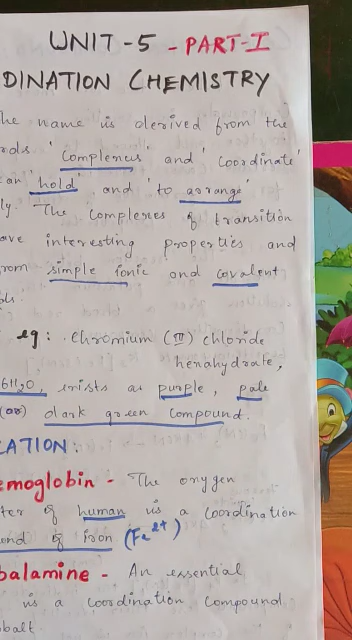 UNIT-5 - PART-I
DINATION CHEMISTRY
he name is derived from the
rds 'Complexus' and 'Coordinate'
an 'hold' and 'to arrange'
ly. The Complexes of transition
ave interesting properties and
rom simple ionic and covalent
ds.
eg: Chromium (III) chloride
hexahydrate,
6H2O, exists as purple, pale
(or) dark green compound.
CATION:
emoglobin - The oxygen
ter of human is a coordination
ond of iron (Fe2+)
balamine - An essential
is a coordination compound
balt